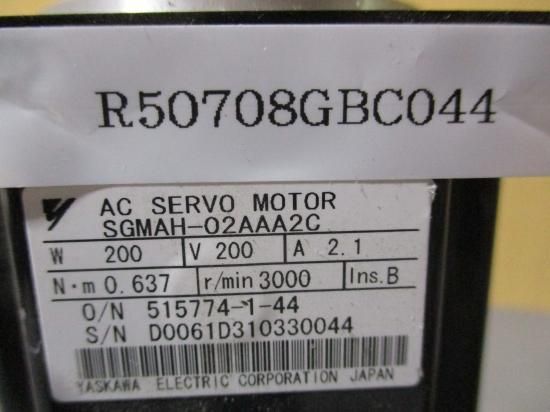 R50708GBC044
AC SERVO MOTOR
SGMAH-02AAA2C
W 200 V 200 A 2.1
N·m 0.637 r/min 3000 Ins.B
O/N 515774-1-44
S/N D0061D310330044
YASKAWA ELECTRIC CORPORATION JAPAN